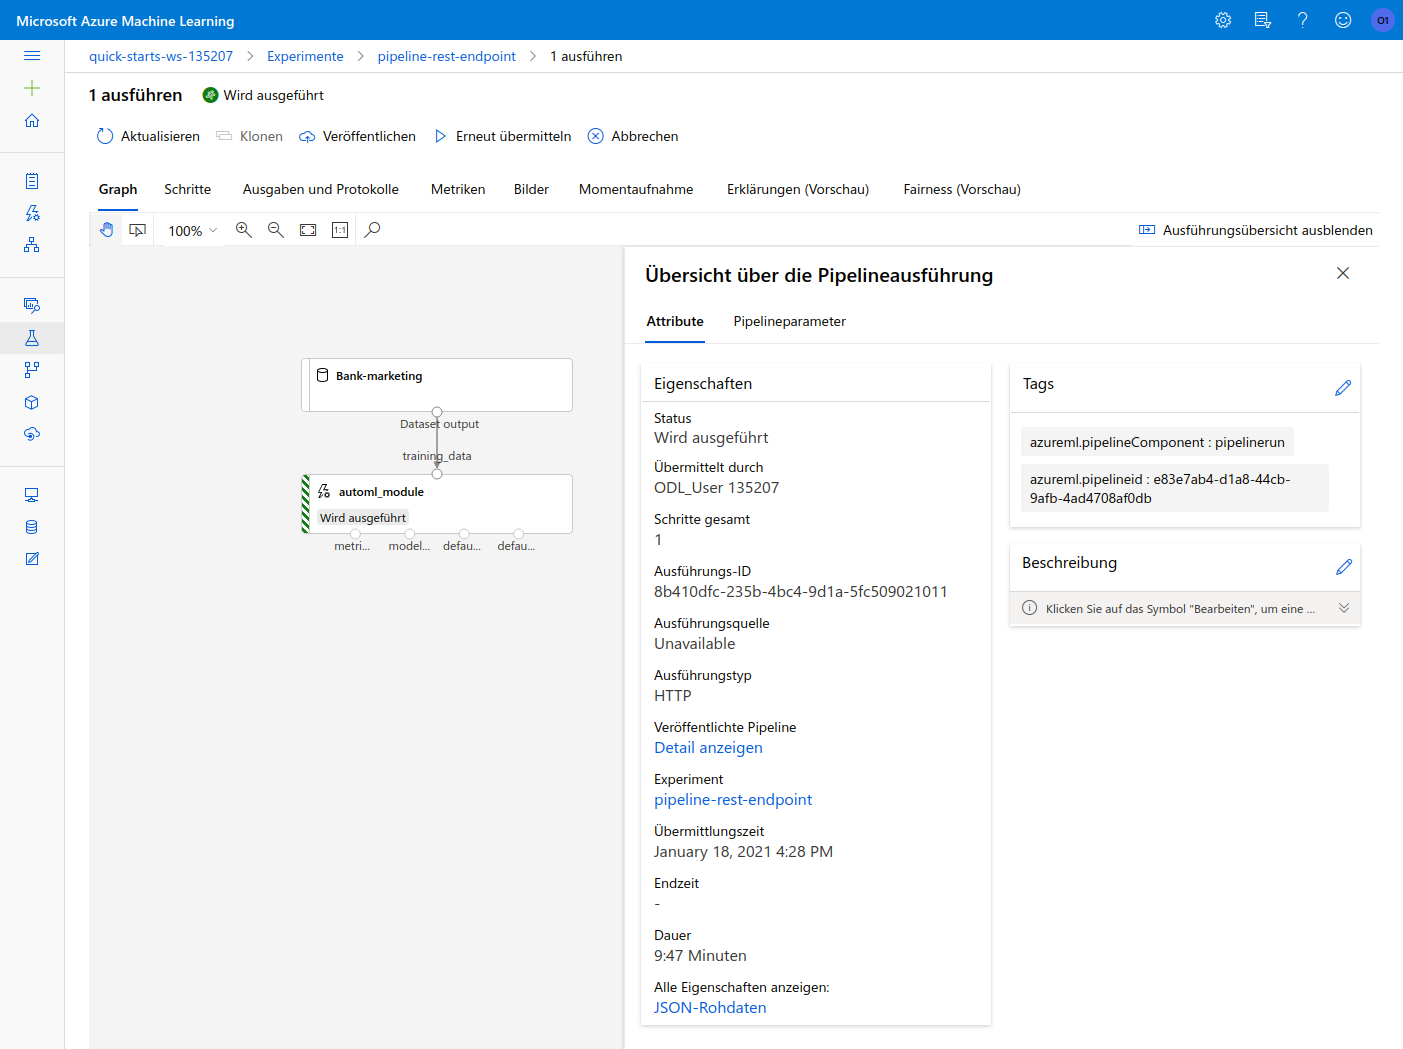 Microsoft Azure Machine Learning
O1
quick-starts-ws-135207 > Experimente > pipeline-rest-endpoint > 1 ausführen
1 ausführen Wird ausgeführt
Aktualisieren Klonen Veröffentlichen Erneut übermitteln Abbrechen
Graph Schritte Ausgaben und Protokolle Metriken Bilder Momentaufnahme Erklärungen (Vorschau) Fairness (Vorschau)
100% 1:1 Ausführungsübersicht ausblenden
Bank-marketing
Dataset output
training_data
automl_module
Wird ausgeführt
metri... model... defau... defau...
Übersicht über die Pipelineausführung
Attribute Pipelineparameter
Eigenschaften
Status
Wird ausgeführt
Übermittelt durch
ODL_User 135207
Schritte gesamt
1
Ausführungs-ID
8b410dfc-235b-4bc4-9d1a-5fc509021011
Ausführungsquelle
Unavailable
Ausführungstyp
HTTP
Veröffentlichte Pipeline
Detail anzeigen
Experiment
pipeline-rest-endpoint
Übermittlungszeit
January 18, 2021 4:28 PM
Endzeit
-
Dauer
9:47 Minuten
Alle Eigenschaften anzeigen:
JSON-Rohdaten
Tags
azureml.pipelineComponent : pipelinerun
azureml.pipelineid : e83e7ab4-d1a8-44cb-
9afb-4ad4708af0db
Beschreibung
Klicken Sie auf das Symbol "Bearbeiten", um eine ...